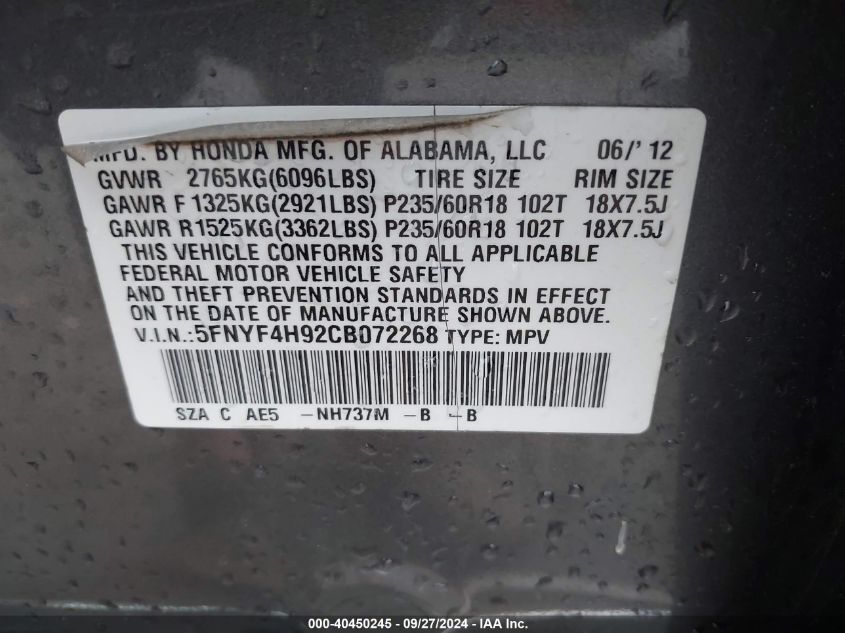 MFD. BY HONDA MFG. OF ALABAMA, LLC 06/'12
GVWR 2765KG(6096LBS) TIRE SIZE RIM SIZE
GAWR F 1325KG(2921LBS) P235/60R18 102T 18X7.5J
GAWR R1525KG(3362LBS) P235/60R18 102T 18X7.5J
THIS VEHICLE CONFORMS TO ALL APPLICABLE
FEDERAL MOTOR VEHICLE SAFETY
AND THEFT PREVENTION STANDARDS IN EFFECT
ON THE DATE OF MANUFACTURE SHOWN ABOVE.
V.I.N.:5FNYF4H92CB072268 TYPE: MPV
SZA C AE5 -NH737M -B -B
000-40450245 - 09/27/2024 - IAA Inc.